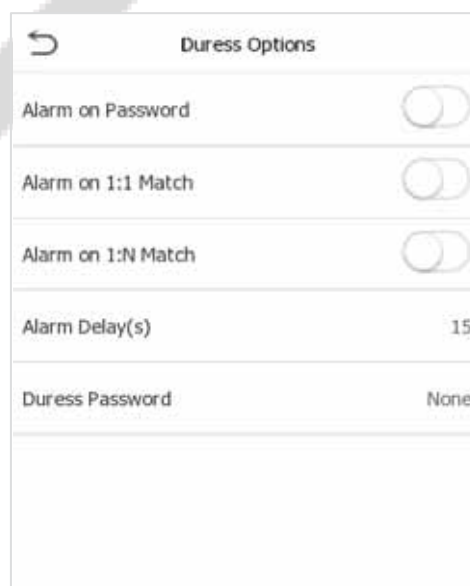 Duress Options
Alarm on Password
Alarm on 1:1 Match
Alarm on 1:N Match
Alarm Delay(s) 15
Duress Password None